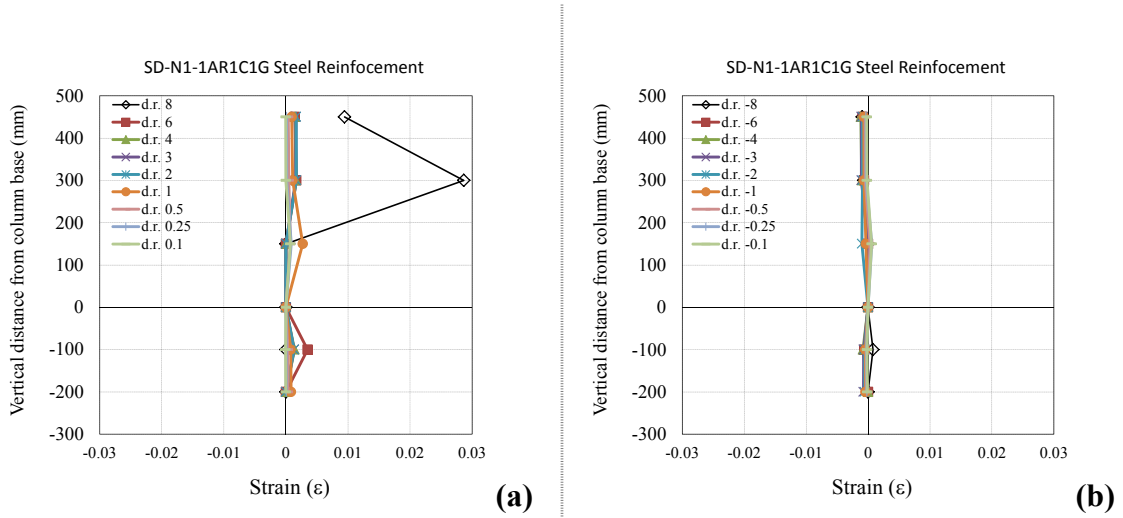 SD-N1-1AR1C1G Steel Reinfocement
Vertical distance from column base (mm)
500
400
300
200
100
0
-100
-200
-300
d.r. 8
d.r. 6
d.r. 4
d.r. 3
d.r. 2
d.r. 1
d.r. 0.5
d.r. 0.25
d.r. 0.1
-0.03 -0.02 -0.01 0 0.01 0.02 0.03
Strain (ε)
(a)
SD-N1-1AR1C1G Steel Reinfocement
Vertical distance from column base (mm)
500
400
300
200
100
0
-100
-200
-300
d.r. -8
d.r. -6
d.r. -4
d.r. -3
d.r. -2
d.r. -1
d.r. -0.5
d.r. -0.25
d.r. -0.1
-0.03 -0.02 -0.01 0 0.01 0.02 0.03
Strain (ε)
(b)